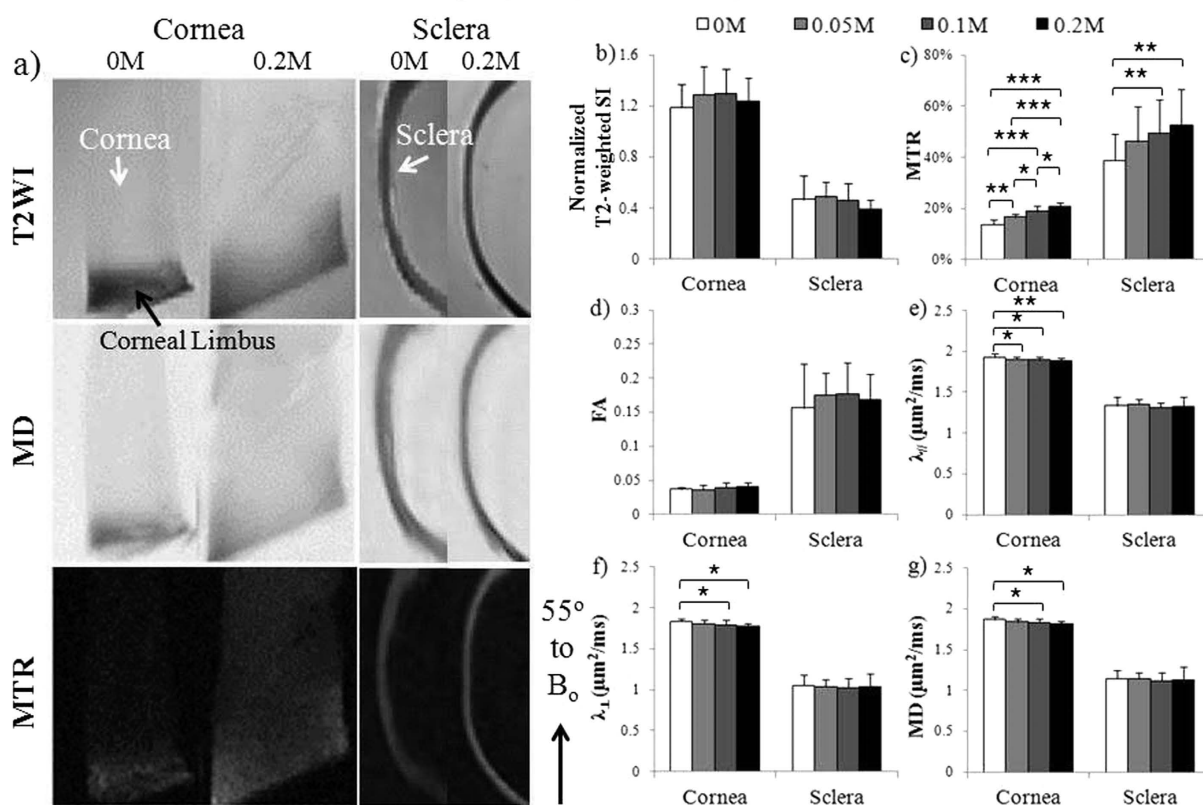 Cornea Sclera
a) 0M 0.2M 0M 0.2M
Cornea
Sclera
Corneal Limbus
T2WI
MD
MTR
55° to B₀
0M 0.05M 0.1M 0.2M
b)
Normalized
T2-weighted SI
1.6
1.2
0.8
0.4
0
Cornea Sclera
c)
MTR
80%
60%
40%
20%
0%
** * *** * *** *** ** **
Cornea Sclera
d)
FA
0.3
0.25
0.2
0.15
0.1
0.05
0
Cornea Sclera
e)
λ// (µm²/ms)
2.5
2
1.5
1
0.5
0
* * **
Cornea Sclera
f)
λ⊥ (µm²/ms)
2.5
2
1.5
1
0.5
0
* *
Cornea Sclera
g)
MD (µm²/ms)
2.5
2
1.5
1
0.5
0
* *
Cornea Sclera